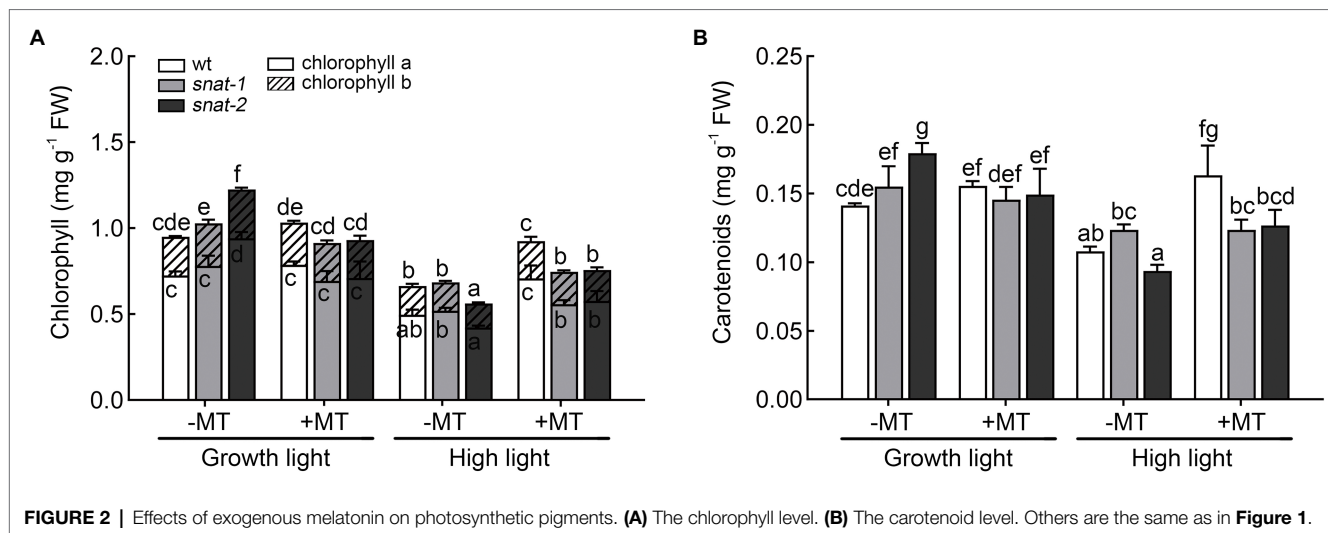 A
Chlorophyll (mg g-1 FW)
2.0
1.5
1.0
0.5
0.0
wt
snat-1
snat-2
chlorophyll a
chlorophyll b
cde
e
f
de
cd
cd
b
b
a
c
b
b
c
c
d
c
c
c
ab
b
a
c
b
b
-MT
+MT
-MT
+MT
Growth light
High light
B
Carotenoids (mg g-1 FW)
0.25
0.20
0.15
0.10
0.05
0.00
cde
ef
g
ef
def
ef
ab
bc
a
fg
bc
bcd
-MT
+MT
-MT
+MT
Growth light
High light
FIGURE 2 | Effects of exogenous melatonin on photosynthetic pigments. (A) The chlorophyll level. (B) The carotenoid level. Others are the same as in Figure 1.